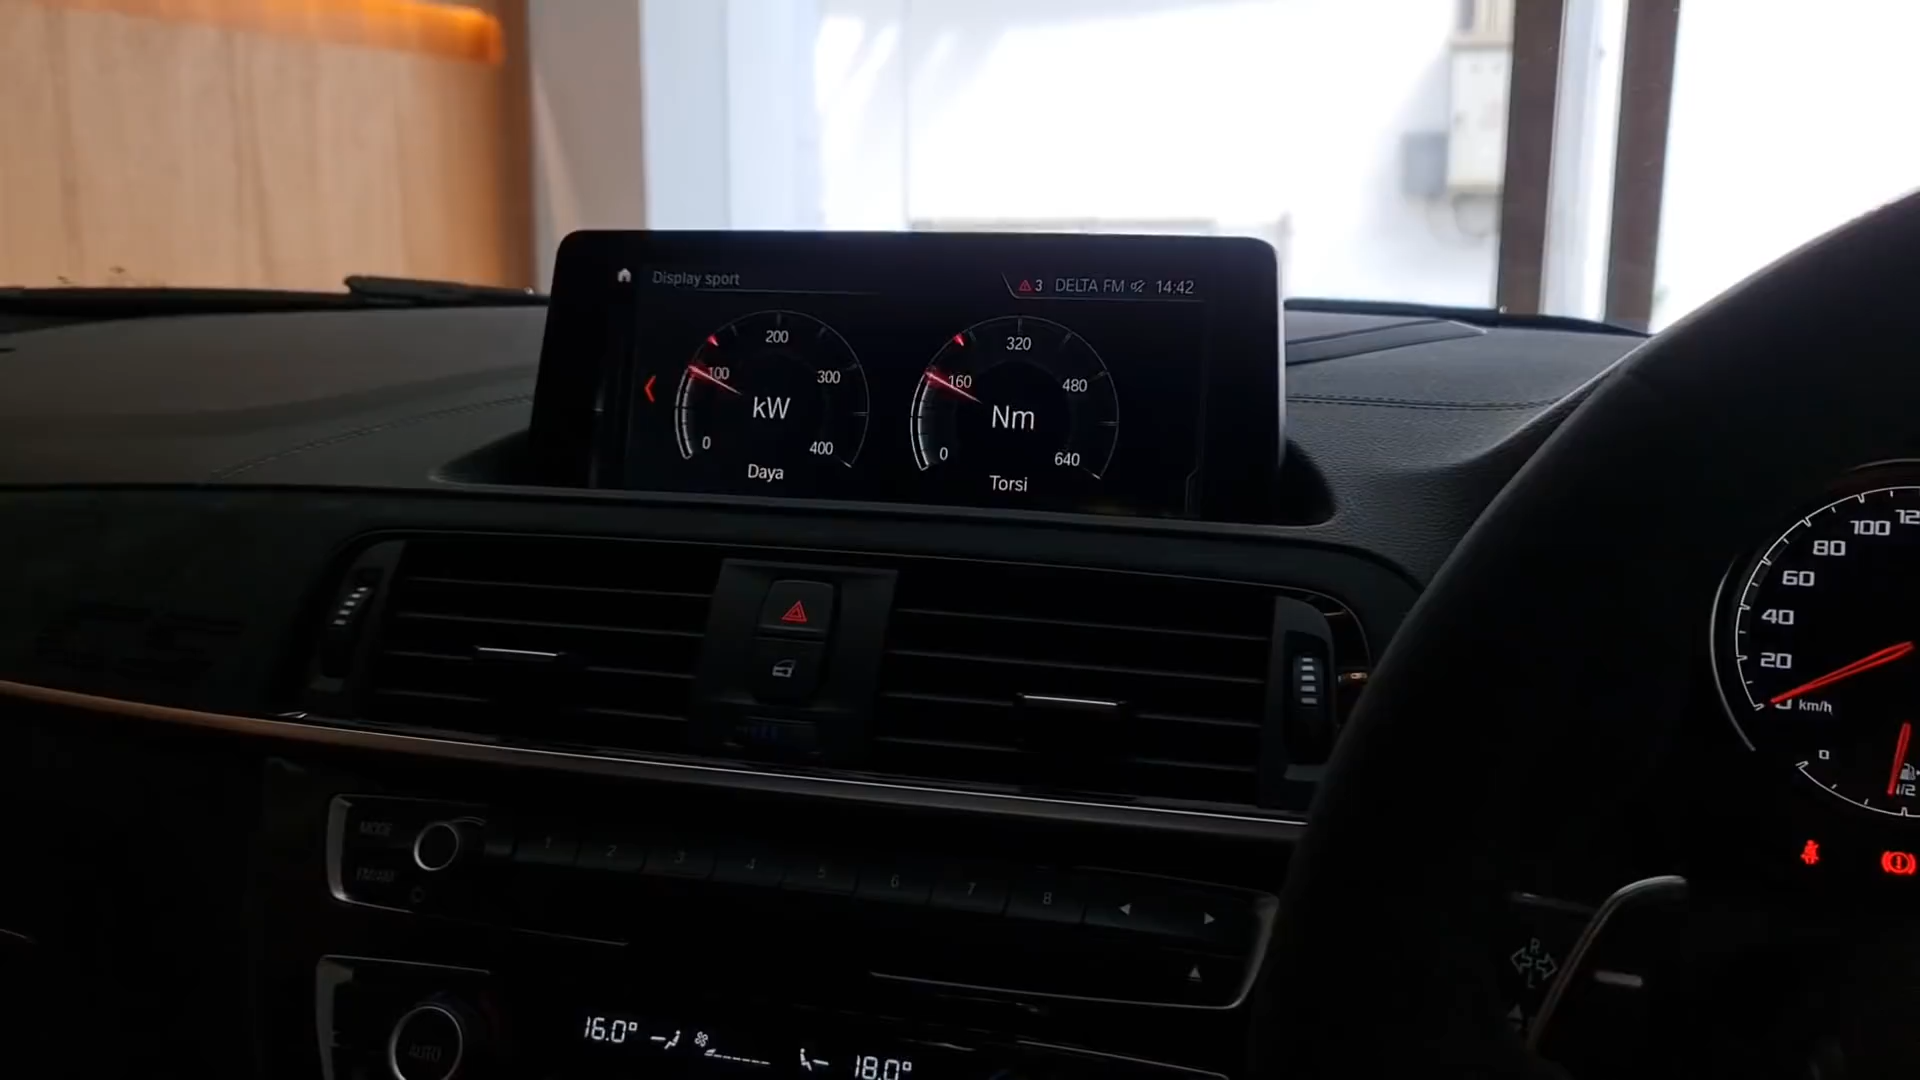 Display sport
3 DELTA FM 14:42
0 100 200 300 400
kW
Daya
0 160 320 480 640
Nm
Torsi
20 40 60 80 100
km/h
0
1/2
MODE
1 2 3 4 5 6 7 8
AUTO
16.0° 18.0°
R
L